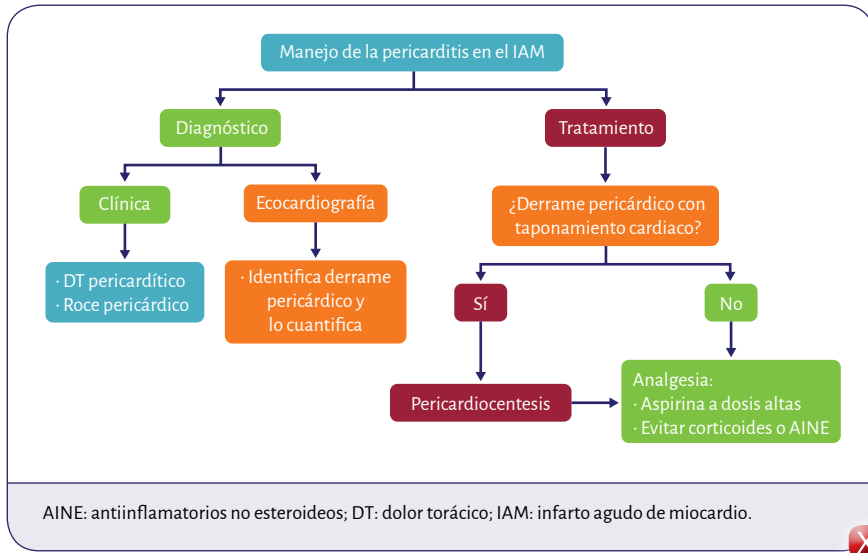 Manejo de la pericarditis en el IAM
Diagnóstico
Tratamiento
Clínica
Ecocardiografía
¿Derrame pericárdico con
taponamiento cardiaco?
· DT pericardítico
· Roce pericárdico
· Identifica derrame
pericárdico y
lo cuantifica
Sí
No
Pericardiocentesis
Analgesia:
· Aspirina a dosis altas
· Evitar corticoides o AINE
AINE: antiinflamatorios no esteroideos; DT: dolor torácico; IAM: infarto agudo de miocardio.